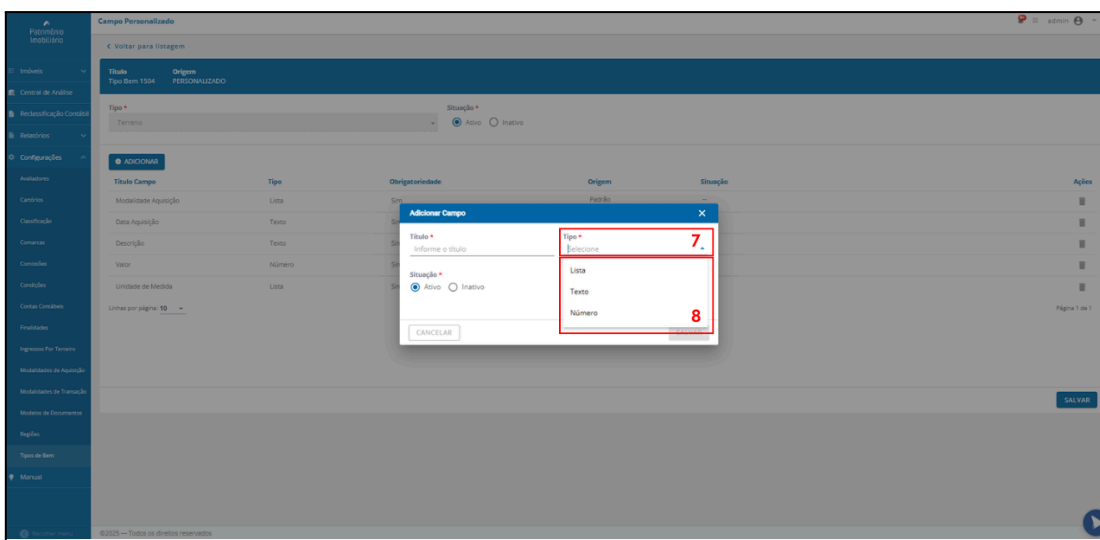 Patrimônio
Imobiliário
Campo Personalizado
admin
Voltar para listagem
Imóveis
Título
Origem
Tipo Bem 1504
PERSONALIZADO
Central de Análise
Tipo *
Situação *
Reclassificação Contábil
Terreno
Ativo
Inativo
Relatórios
Configurações
ADICIONAR
Avaliadores
Título Campo
Tipo
Obrigatoriedade
Origem
Situação
Ações
Cartórios
Modalidade Aquisição
Lista
Sim
Padrão
Adicionar Campo
Classificação
Data Aquisição
Texto
Título *
Tipo *
7
Comarcas
Descrição
Texto
Informe o título
Selecione
Comissões
Valor
Número
Situação *
Lista
Condições
Unidade de Medida
Lista
Ativo
Inativo
Texto
Contas Contábeis
Linhas por página: 10
Página 1 de 1
Número
8
Finalidades
CANCELAR
SALVAR
Ingresso Por Terceiro
Modalidades de Aquisição
Modalidades de Transação
SALVAR
Modelos de Documentos
Regiões
Tipos de Bem
Manual
Recolher menu
©2025 — Todos os direitos reservados